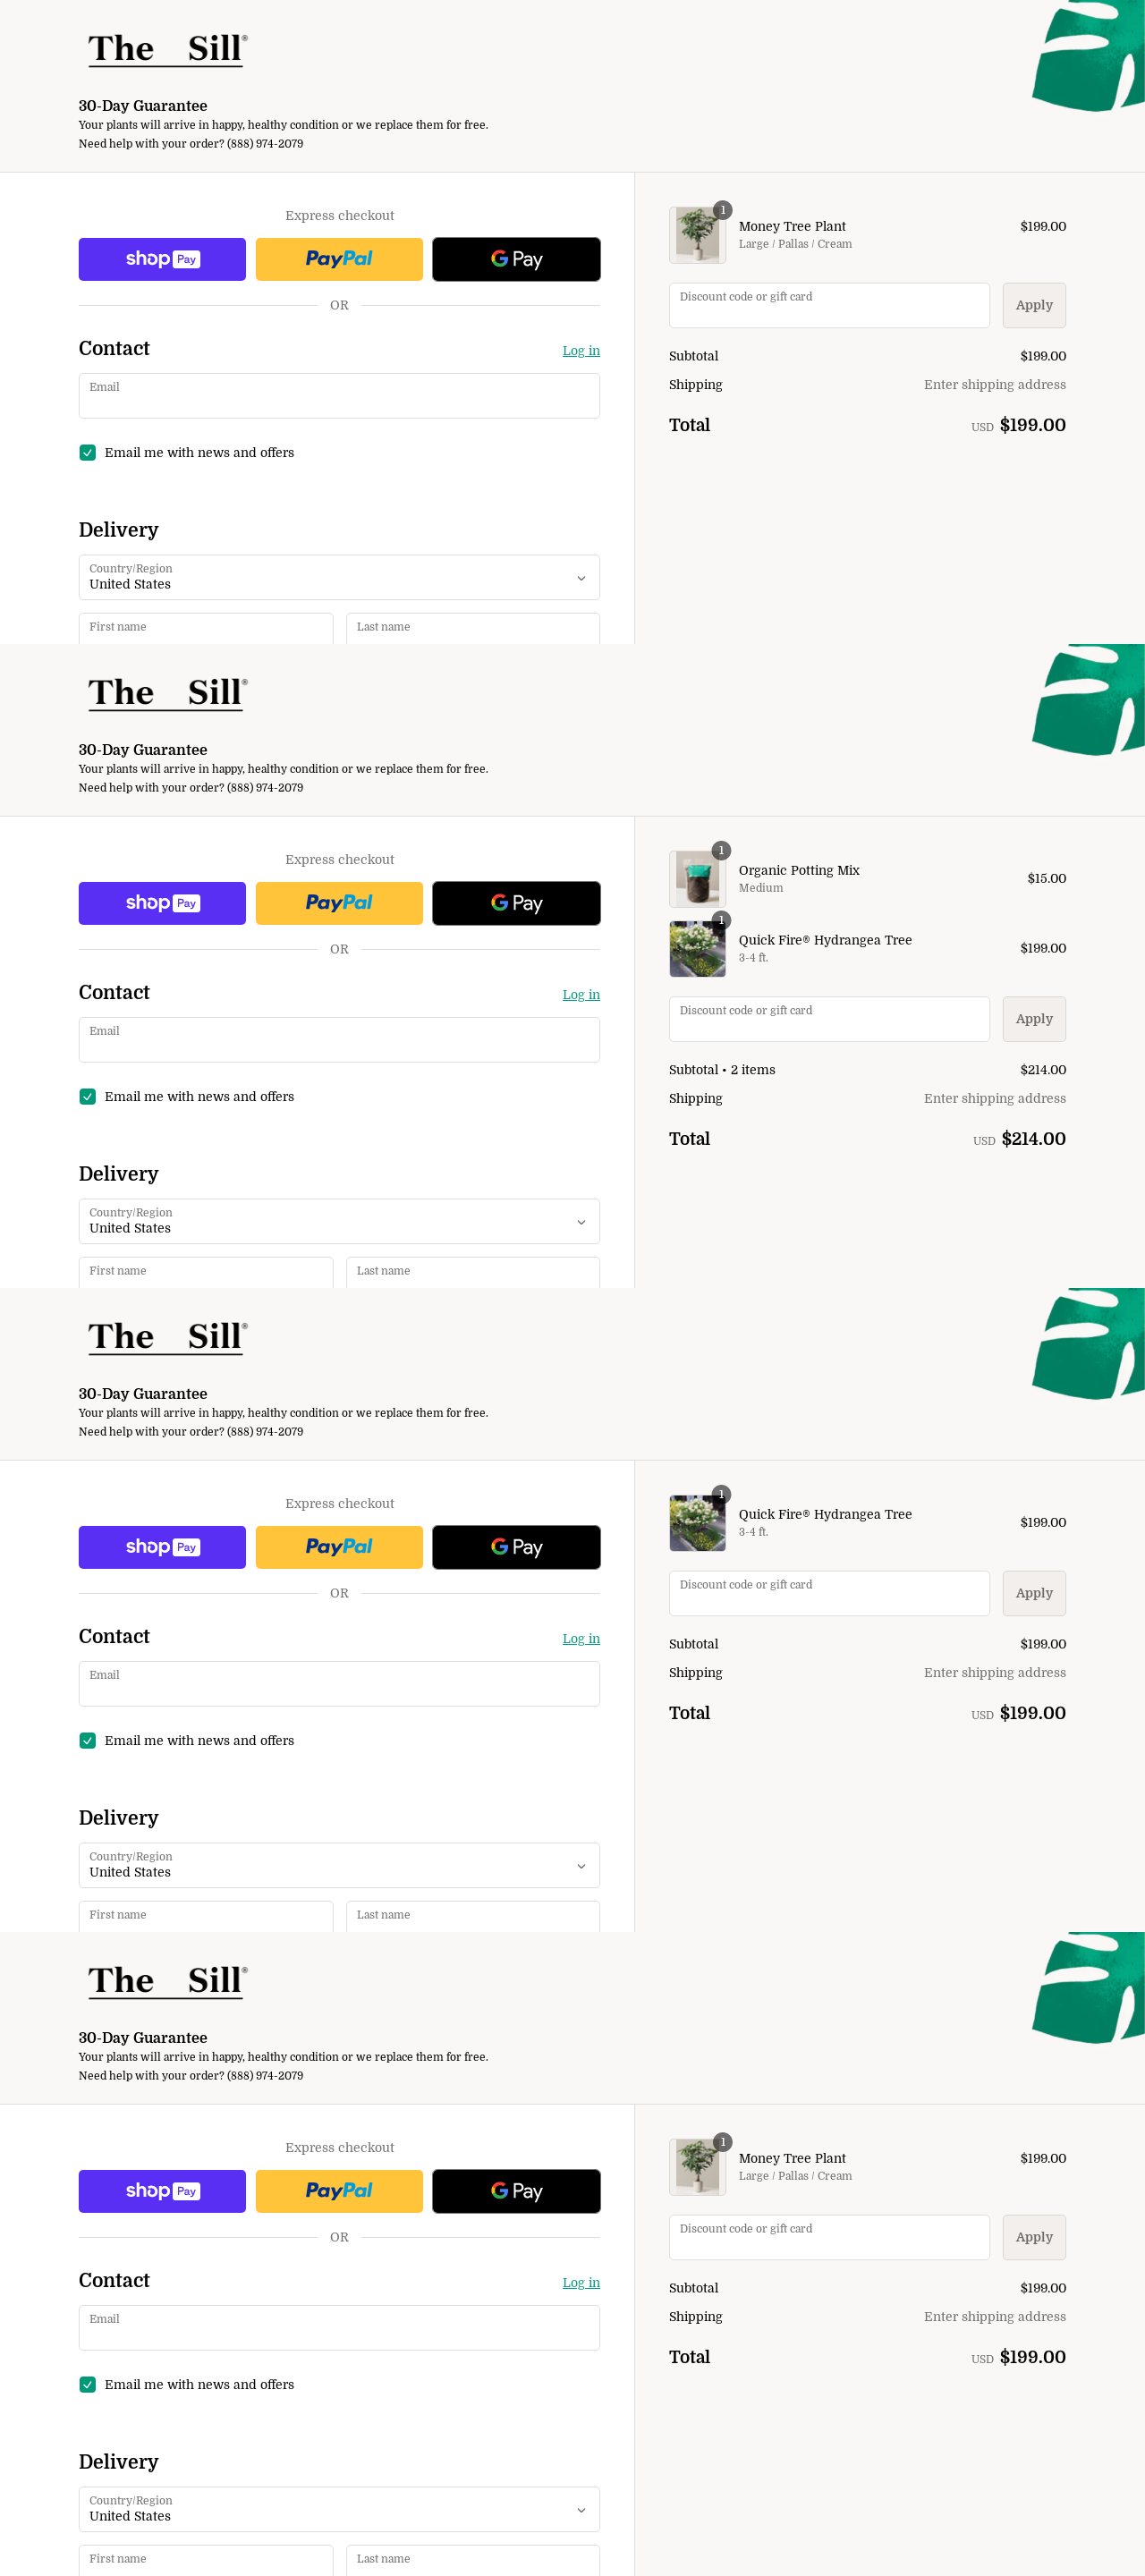 The Sill®
30-Day Guarantee
Your plants will arrive in happy, healthy condition or we replace them for free.
Need help with your order? (888) 974-2079
Express checkout
shop Pay
PayPal
G Pay
OR
Contact
Log in
Email
Email me with news and offers
Delivery
Country/Region
United States
First name
Last name
1
Money Tree Plant
$199.00
Large / Pallas / Cream
Discount code or gift card
Apply
Subtotal
$199.00
Shipping
Enter shipping address
Total
USD $199.00
The Sill®
30-Day Guarantee
Your plants will arrive in happy, healthy condition or we replace them for free.
Need help with your order? (888) 974-2079
Express checkout
shop Pay
PayPal
G Pay
OR
Contact
Log in
Email
Email me with news and offers
Delivery
Country/Region
United States
First name
Last name
1
Organic Potting Mix
$15.00
Medium
1
Quick Fire® Hydrangea Tree
$199.00
3-4 ft.
Discount code or gift card
Apply
Subtotal • 2 items
$214.00
Shipping
Enter shipping address
Total
USD $214.00
The Sill®
30-Day Guarantee
Your plants will arrive in happy, healthy condition or we replace them for free.
Need help with your order? (888) 974-2079
Express checkout
shop Pay
PayPal
G Pay
OR
Contact
Log in
Email
Email me with news and offers
Delivery
Country/Region
United States
First name
Last name
1
Quick Fire® Hydrangea Tree
$199.00
3-4 ft.
Discount code or gift card
Apply
Subtotal
$199.00
Shipping
Enter shipping address
Total
USD $199.00
The Sill®
30-Day Guarantee
Your plants will arrive in happy, healthy condition or we replace them for free.
Need help with your order? (888) 974-2079
Express checkout
shop Pay
PayPal
G Pay
OR
Contact
Log in
Email
Email me with news and offers
Delivery
Country/Region
United States
First name
Last name
1
Money Tree Plant
$199.00
Large / Pallas / Cream
Discount code or gift card
Apply
Subtotal
$199.00
Shipping
Enter shipping address
Total
USD $199.00